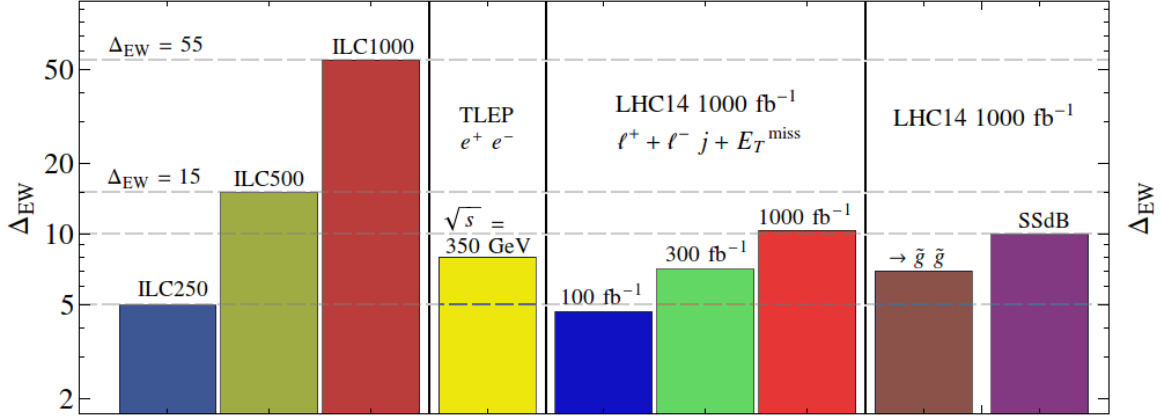 Δ_EW
50
20
10
5
2
Δ_EW = 55
Δ_EW = 15
ILC250
ILC500
ILC1000
TLEP
e⁺ e⁻
√s =
350 GeV
LHC14 1000 fb⁻¹
ℓ⁺ + ℓ⁻ j + E_T^miss
100 fb⁻¹
300 fb⁻¹
1000 fb⁻¹
LHC14 1000 fb⁻¹
→ g̃ g̃
SSdB
Δ_EW